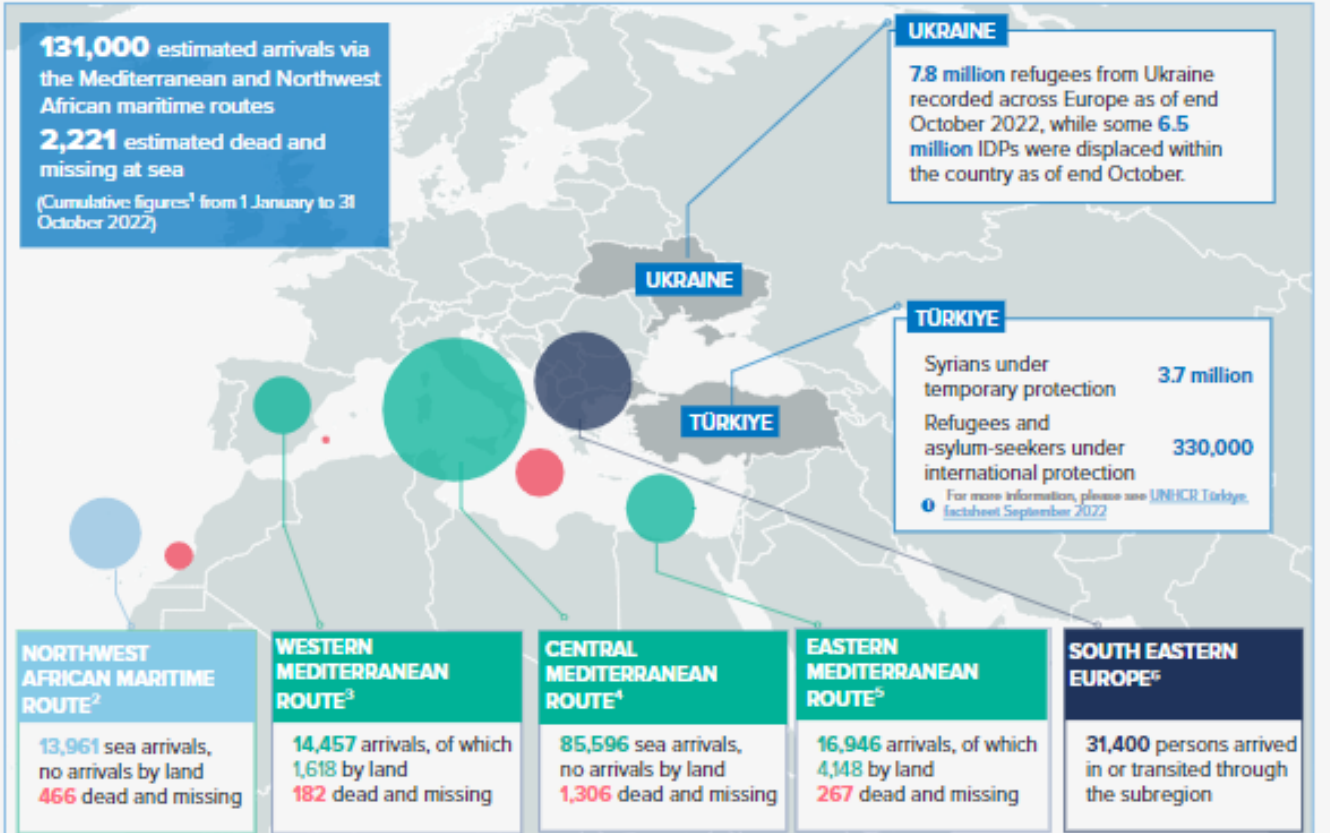 131,000 estimated arrivals via
the Mediterranean and Northwest
African maritime routes
2,221 estimated dead and
missing at sea
(Cumulative figures¹ from 1 January to 31
October 2022)
UKRAINE
7.8 million refugees from Ukraine
recorded across Europe as of end
October 2022, while some 6.5
million IDPs were displaced within
the country as of end October.
UKRAINE
TÜRKIYE
Syrians under
temporary protection 3.7 million
Refugees and
asylum-seekers under 330,000
international protection
For more information, please see UNHCR Türkiye
factsheet September 2022
TÜRKIYE
NORTHWEST
AFRICAN MARITIME
ROUTE²
13,961 sea arrivals,
no arrivals by land
466 dead and missing
WESTERN
MEDITERRANEAN
ROUTE³
14,457 arrivals, of which
1,618 by land
182 dead and missing
CENTRAL
MEDITERRANEAN
ROUTE⁴
85,596 sea arrivals,
no arrivals by land
1,306 dead and missing
EASTERN
MEDITERRANEAN
ROUTE⁵
16,946 arrivals, of which
4,148 by land
267 dead and missing
SOUTH EASTERN
EUROPE⁶
31,400 persons arrived
in or transited through
the subregion